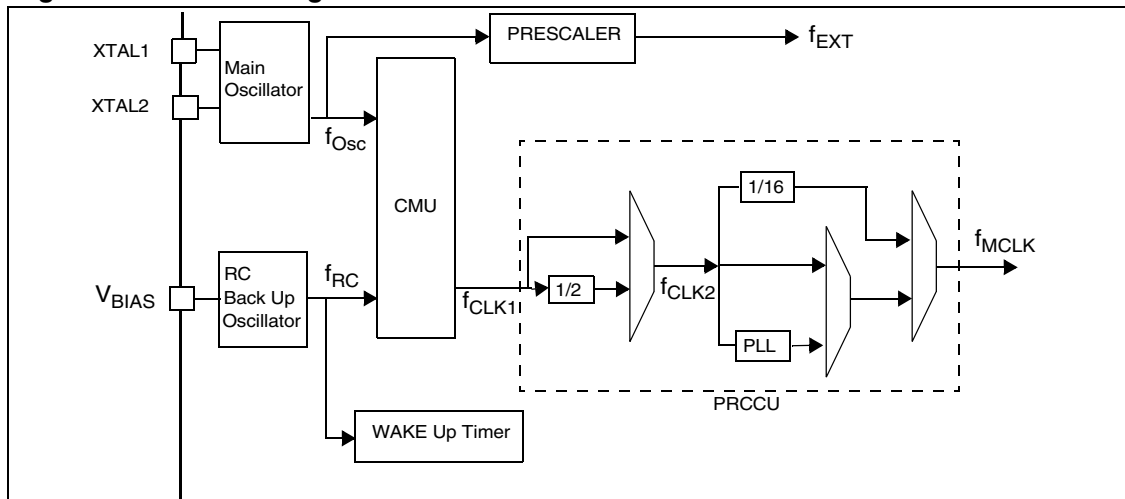 PRESCALER
fEXT
XTAL1
XTAL2
Main
Oscillator
fOsc
CMU
1/16
fMCLK
RC
Back Up
Oscillator
VBIAS
fRC
fCLK1
1/2
fCLK2
PLL
PRCCU
WAKE Up Timer